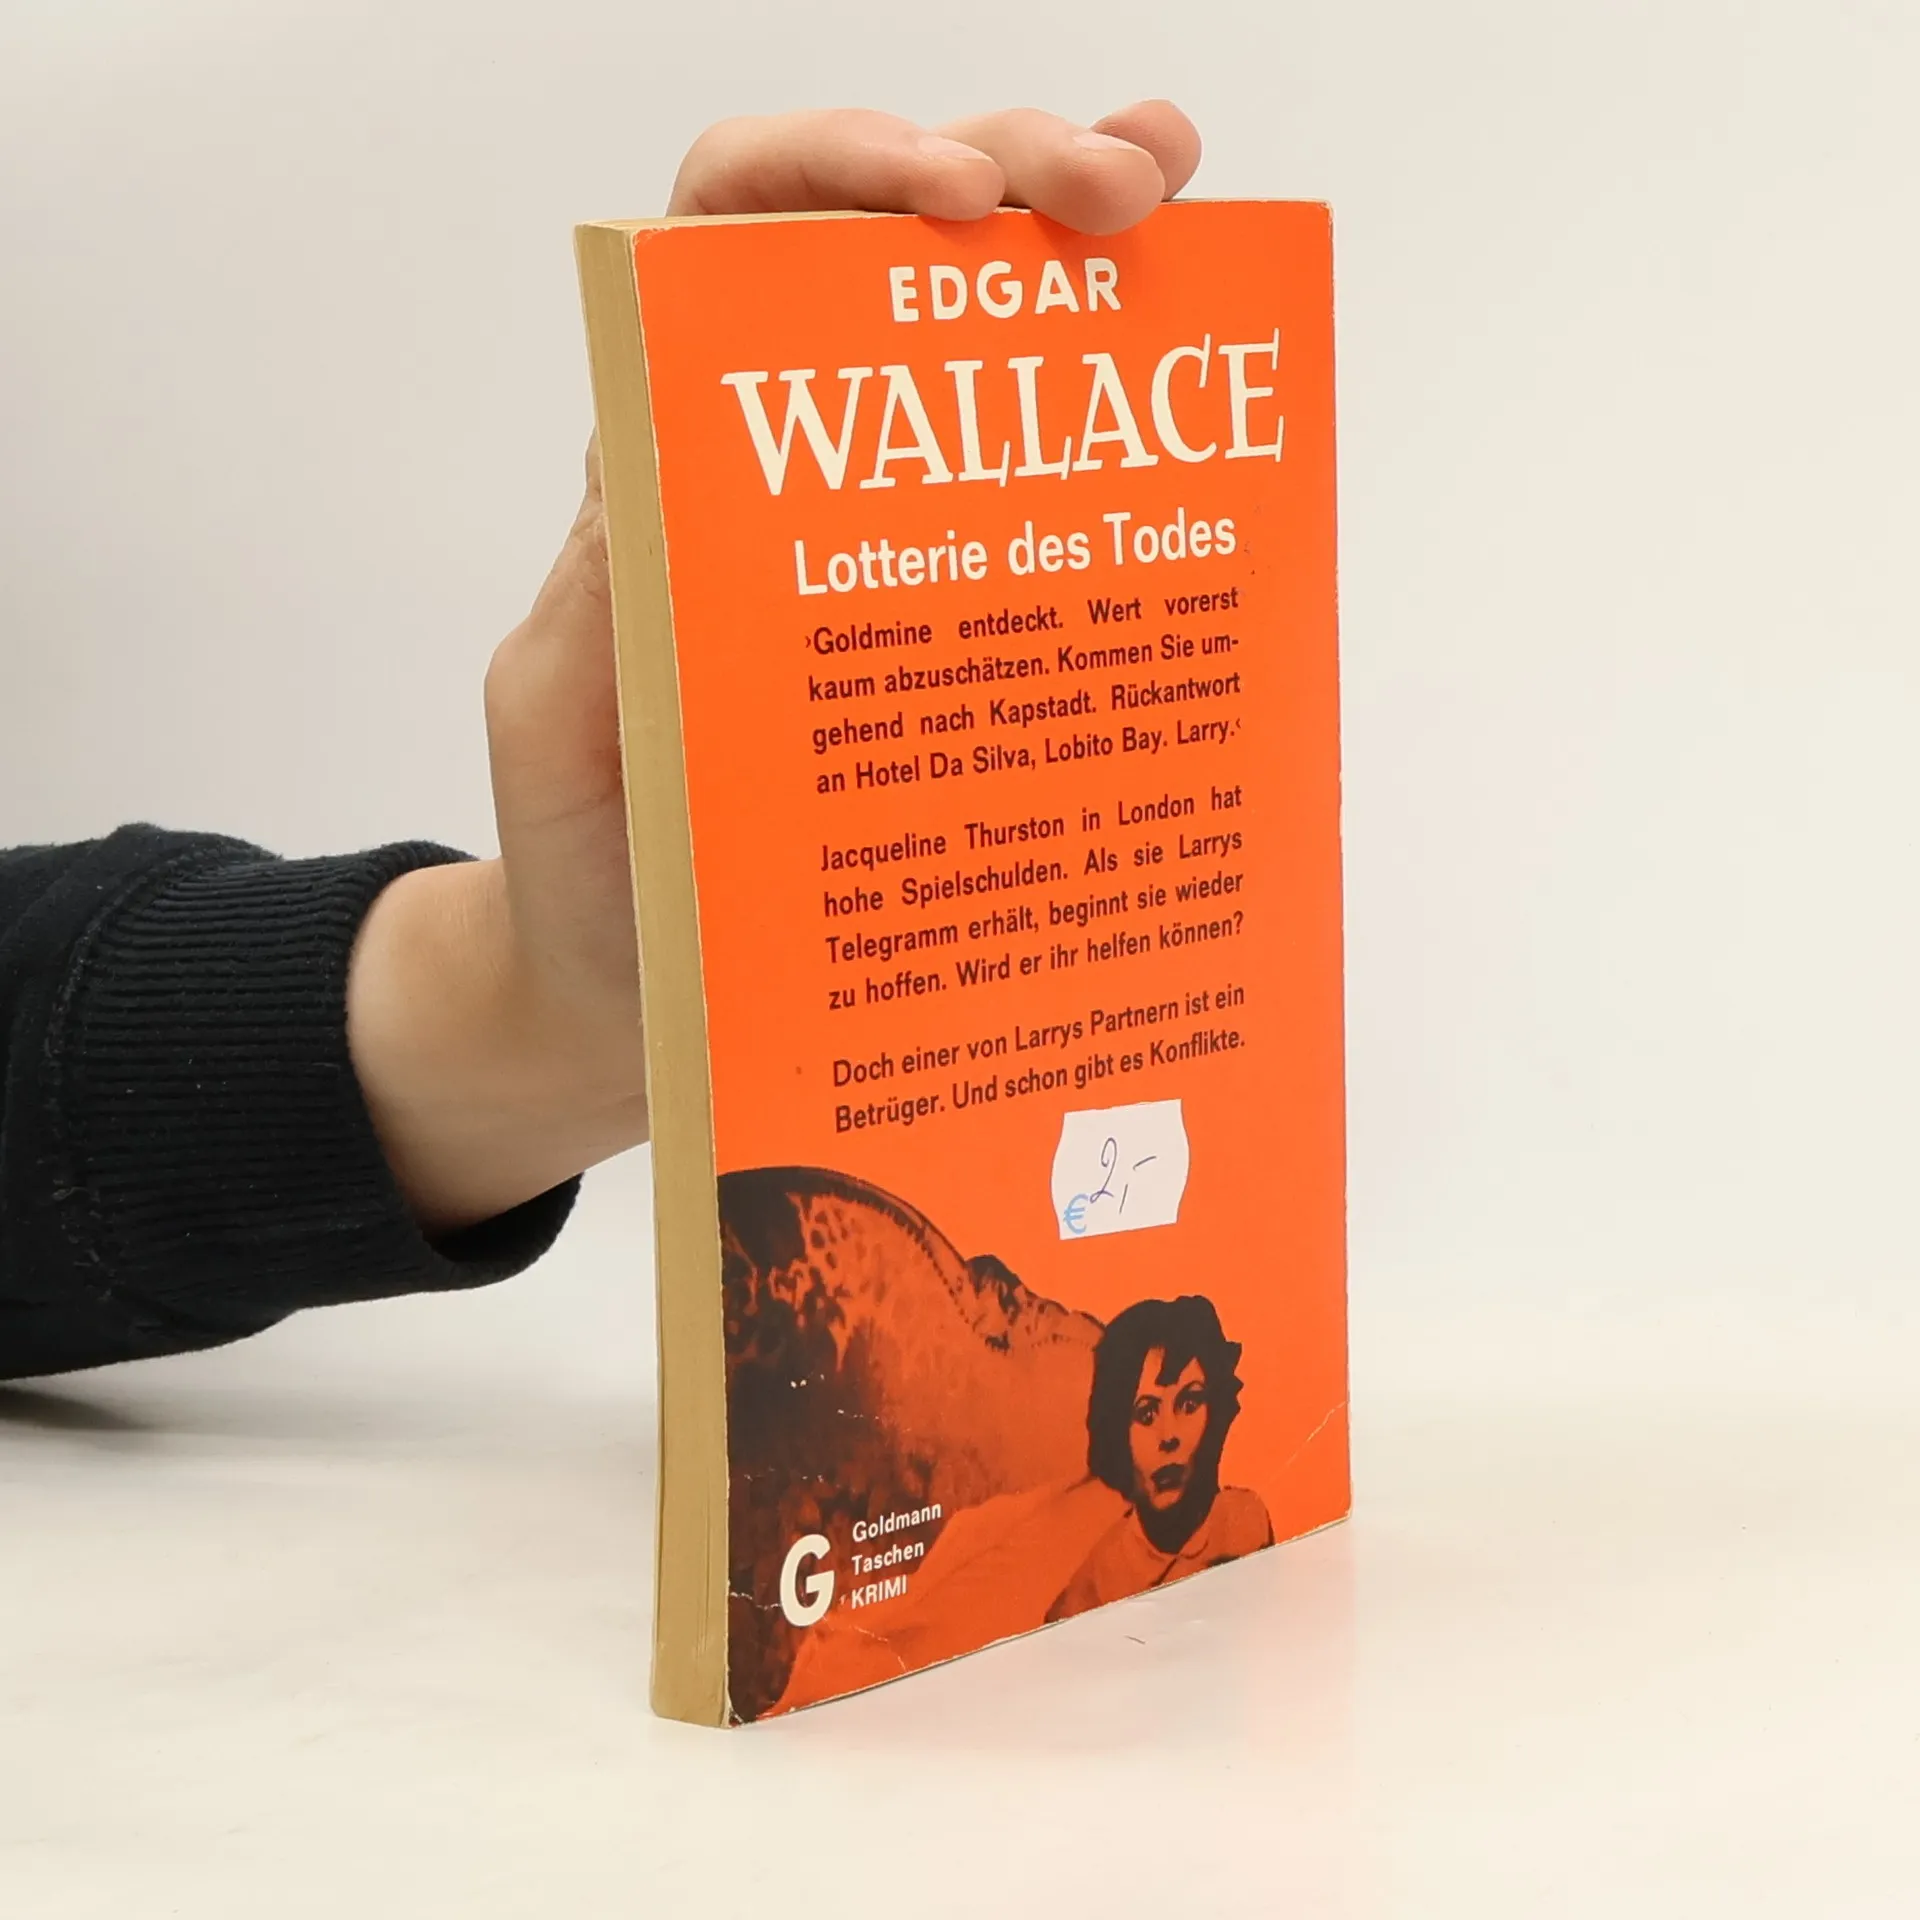 EDGAR
WALLACE
Lotterie des Todes
›Goldmine entdeckt. Wert vorerst
kaum abzuschätzen. Kommen Sie um-
gehend nach Kapstadt. Rückantwort
an Hotel Da Silva, Lobito Bay. Larry.‹
Jacqueline Thurston in London hat
hohe Spielschulden. Als sie Larrys
Telegramm erhält, beginnt sie wieder
zu hoffen. Wird er ihr helfen können?
Doch einer von Larrys Partnern ist ein
Betrüger. Und schon gibt es Konflikte.
€ 2,-
G
Goldmann
Taschen
KRIMI